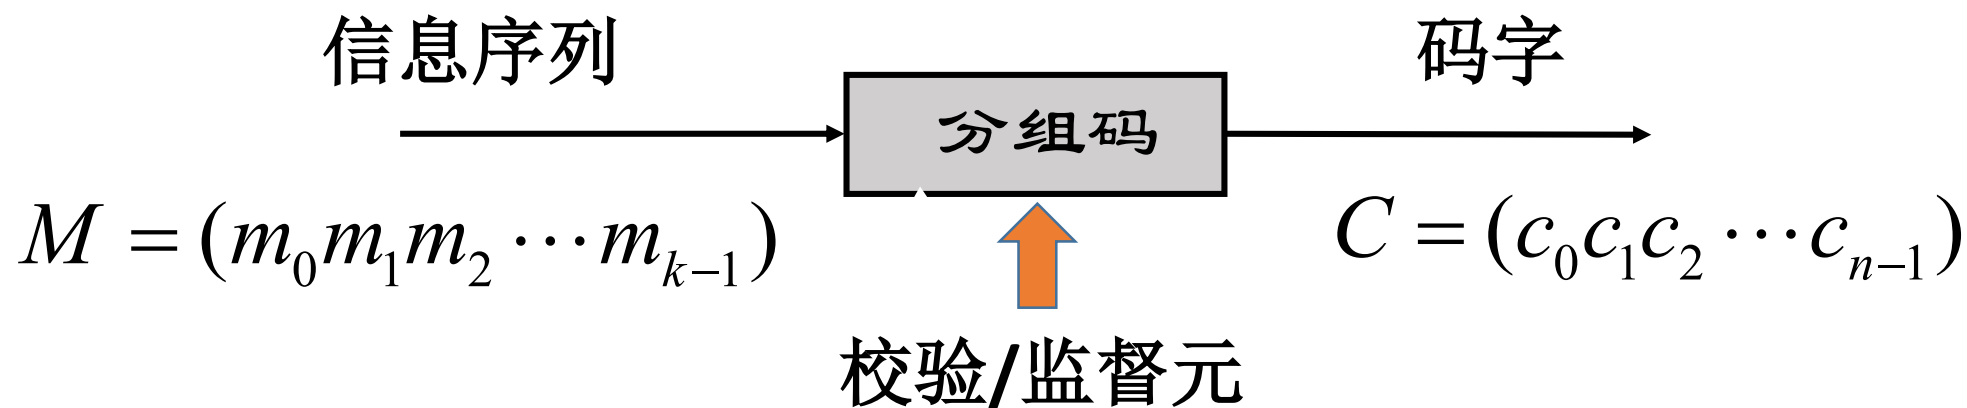 信息序列
码字
分组码
M = (m₀m₁m₂ ⋯ mₖ₋₁)
C = (c₀c₁c₂ ⋯ cₙ₋₁)
校验/监督元